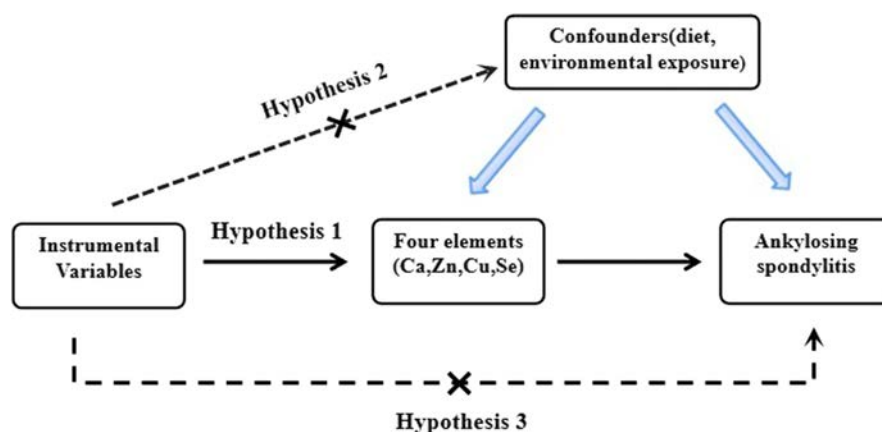 Confounders(diet,
environmental exposure)
Hypothesis 2
Instrumental
Variables
Hypothesis 1
Four elements
(Ca,Zn,Cu,Se)
Ankylosing
spondylitis
Hypothesis 3